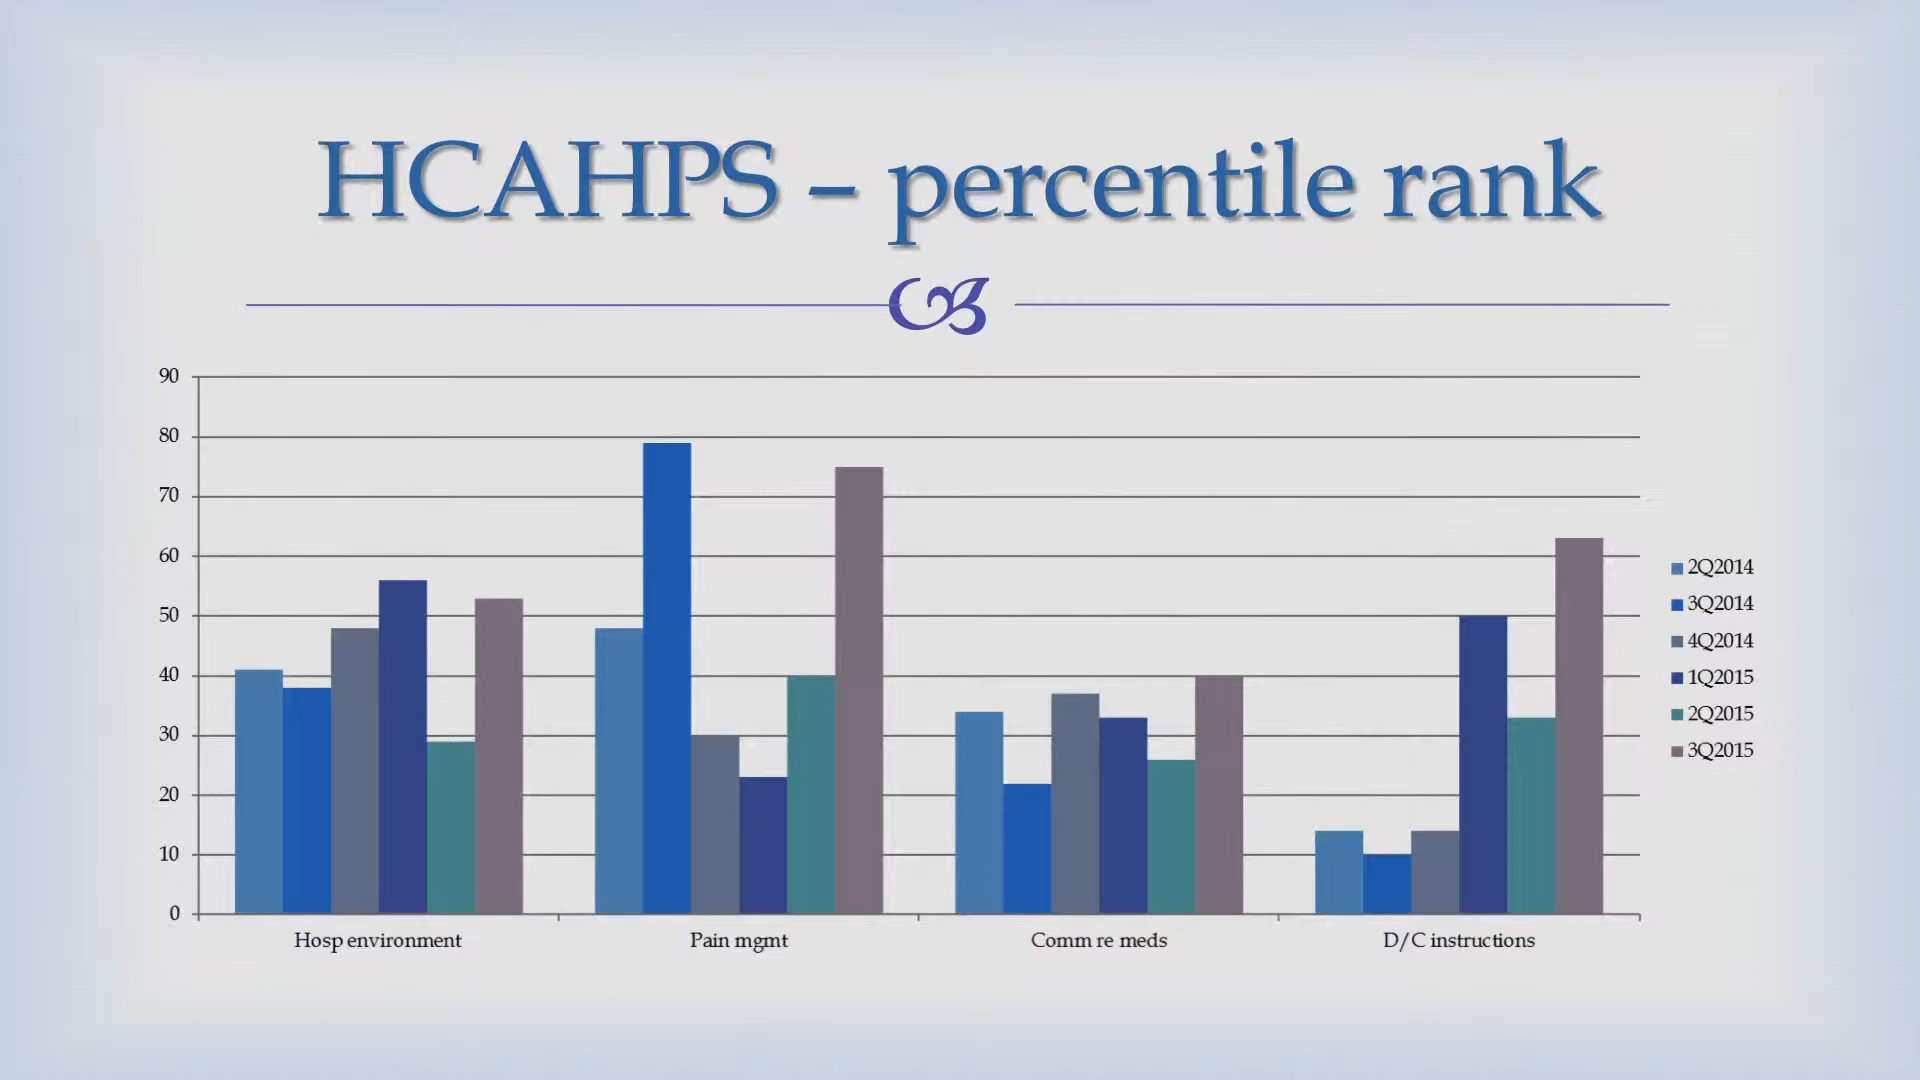 HCAHPS – percentile rank
90
80
70
60
50
40
30
20
10
0
Hosp environment
Pain mgmt
Comm re meds
D/C instructions
2Q2014
3Q2014
4Q2014
1Q2015
2Q2015
3Q2015